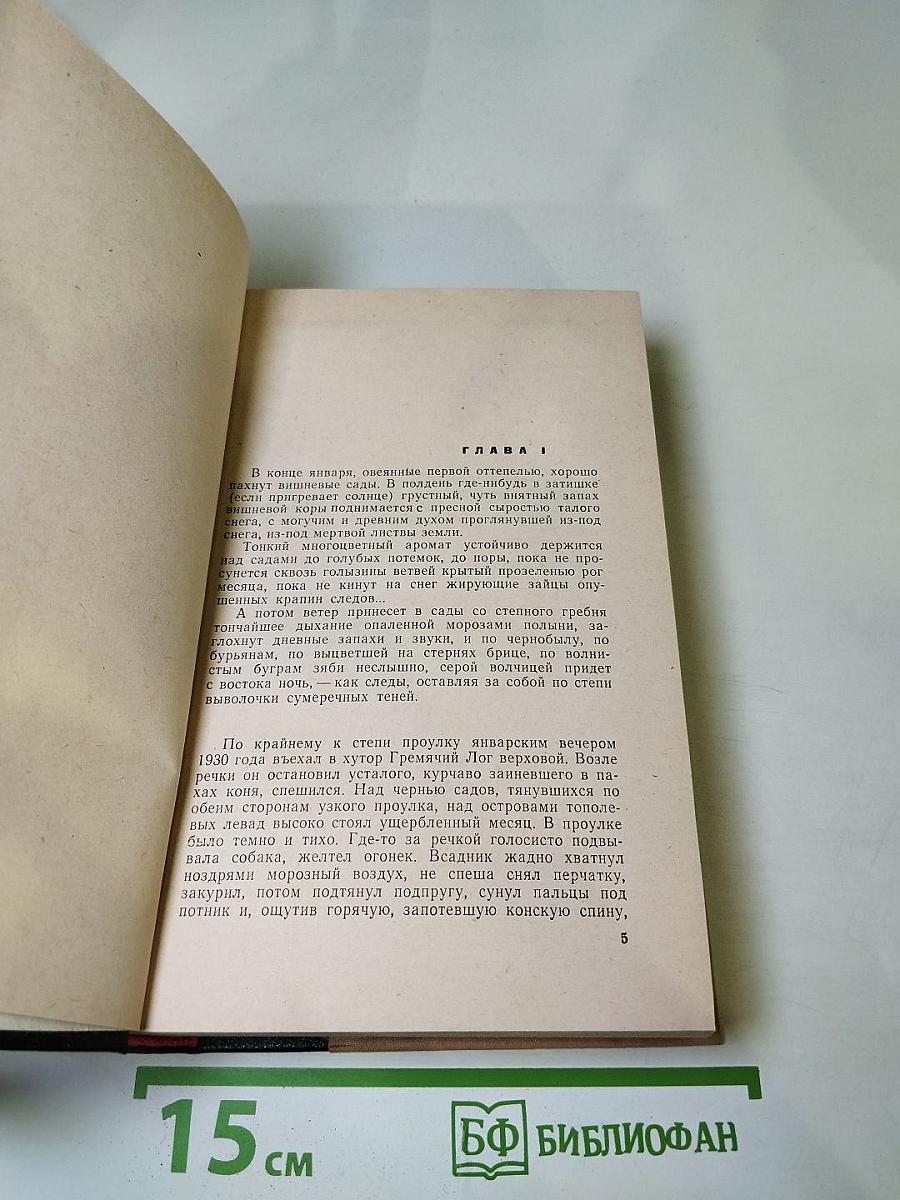 ГЛАВА I
В конце января, овеянные первой оттепелью, хорошо
пахнут вишневые сады. В полдень где-нибудь в затишке
(если пригревает солнце) грустный, чуть внятный запах
вишневой коры поднимается с пресной сыростью талого
снега, с могучим и древним духом проглянувшей из-под
снега, из-под мертвой листвы земли.
Тонкий многоцветный аромат устойчиво держится
над садами до голубых потемок, до поры, пока не про-
сунется сквозь голызины ветвей крытый прозеленью рог
месяца, пока не кинут на снег жирующие зайцы опу-
шенных крапин следов...
А потом ветер принесет в сады со степного гребня
тончайшее дыхание опаленной морозами полыни, за-
глохнут дневные запахи и звуки, и по чернобылу, по
бурьянам, по выцветшей на стернях брице, по волни-
стым буграм зяби неслышно, серой волчицей придет
с востока ночь, — как следы, оставляя за собой по степи
выволочки сумеречных теней.
По крайнему к степи проулку январским вечером
1930 года въехал в хутор Гремячий Лог верховой. Возле
речки он остановил усталого, курчаво заиневшего в па-
хах коня, спешился. Над чернью садов, тянувшихся по
обеим сторонам узкого проулка, над островами тополе-
вых левад высоко стоял ущербленный месяц. В проулке
было темно и тихо. Где-то за речкой голосисто подвы-
вала собака, желтел огонек. Всадник жадно хватнул
ноздрями морозный воздух, не спеша снял перчатку,
закурил, потом подтянул подпругу, сунул пальцы под
потник и, ощутив горячую, запотевшую конскую спину,
5
15 см
БФ БИБЛИОФАН